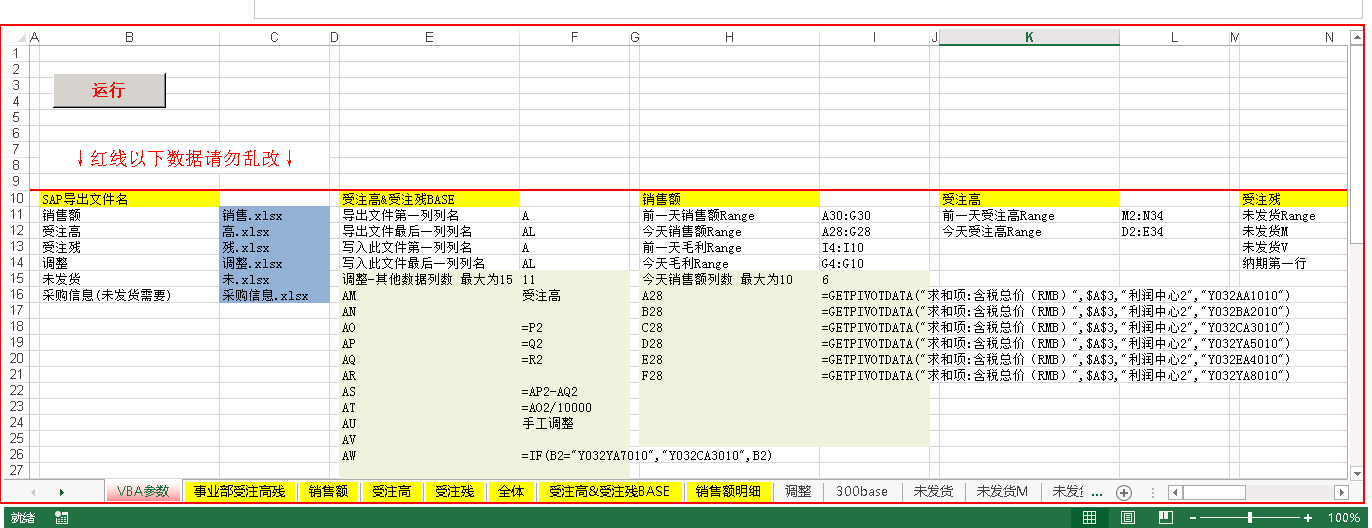 A B C D E F G H I J K L M N
1
2
3 运行
4
5
6
7
8 ↓红线以下数据请勿乱改↓
9
10 SAP导出文件名 受注高&受注残BASE 销售额 受注高 受注残
11 销售额 销售.xlsx 导出文件第一列列名 A 前一天销售额Range A30:G30 前一天受注高Range M2:N34 未发货Range
12 受注高 高.xlsx 导出文件最后一列列名 AL 今天销售额Range A28:G28 今天受注高Range D2:E34 未发货M
13 受注残 残.xlsx 写入此文件第一列列名 A 前一天毛利Range I4:I10 未发货V
14 调整 调整.xlsx 写入此文件最后一列列名 AL 今天毛利Range G4:G10 纳期第一行
15 未发货 未.xlsx 调整-其他数据列数 最大为15 11 今天销售额列数 最大为10 6
16 采购信息(未发货需要) 采购信息.xlsx AM 受注高 A28 =GETPIVOTDATA("求和项:含税总价（RMB）",$A$3,"利润中心2","Y032AA1010")
17 AN B28 =GETPIVOTDATA("求和项:含税总价（RMB）",$A$3,"利润中心2","Y032BA2010")
18 AO =P2 C28 =GETPIVOTDATA("求和项:含税总价（RMB）",$A$3,"利润中心2","Y032CA3010")
19 AP =Q2 D28 =GETPIVOTDATA("求和项:含税总价（RMB）",$A$3,"利润中心2","Y032YA5010")
20 AQ =R2 E28 =GETPIVOTDATA("求和项:含税总价（RMB）",$A$3,"利润中心2","Y032EA4010")
21 AR F28 =GETPIVOTDATA("求和项:含税总价（RMB）",$A$3,"利润中心2","Y032YA8010")
22 AS =AP2-AQ2
23 AT =AO2/10000
24 AU 手工调整
25 AV
26 AW =IF(B2="Y032YA7010","Y032CA3010",B2)
27
VBA参数 事业部受注高残 销售额 受注高 受注残 全体 受注高&受注残BASE 销售额明细 调整 300base 未发货 未发货M 未发 ...
就绪 100%